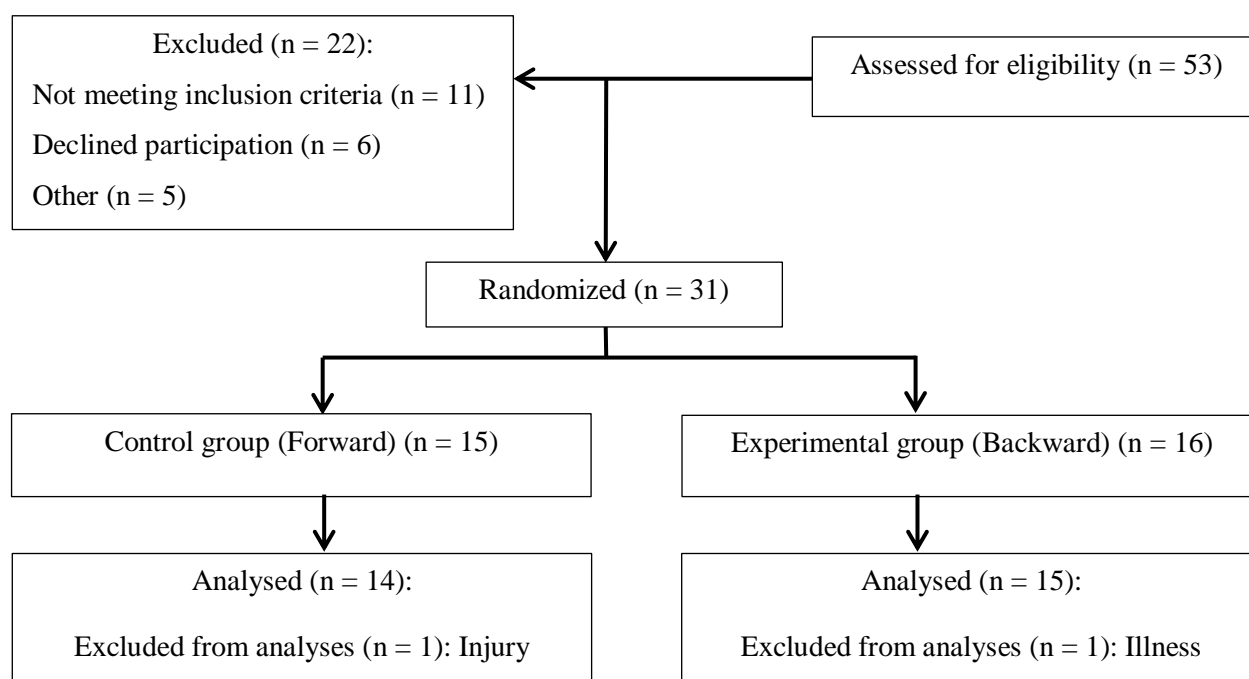 Excluded (n = 22):
Not meeting inclusion criteria (n = 11)
Declined participation (n = 6)
Other (n = 5)
Assessed for eligibility (n = 53)
Randomized (n = 31)
Control group (Forward) (n = 15)
Experimental group (Backward) (n = 16)
Analysed (n = 14):
Excluded from analyses (n = 1): Injury
Analysed (n = 15):
Excluded from analyses (n = 1): Illness